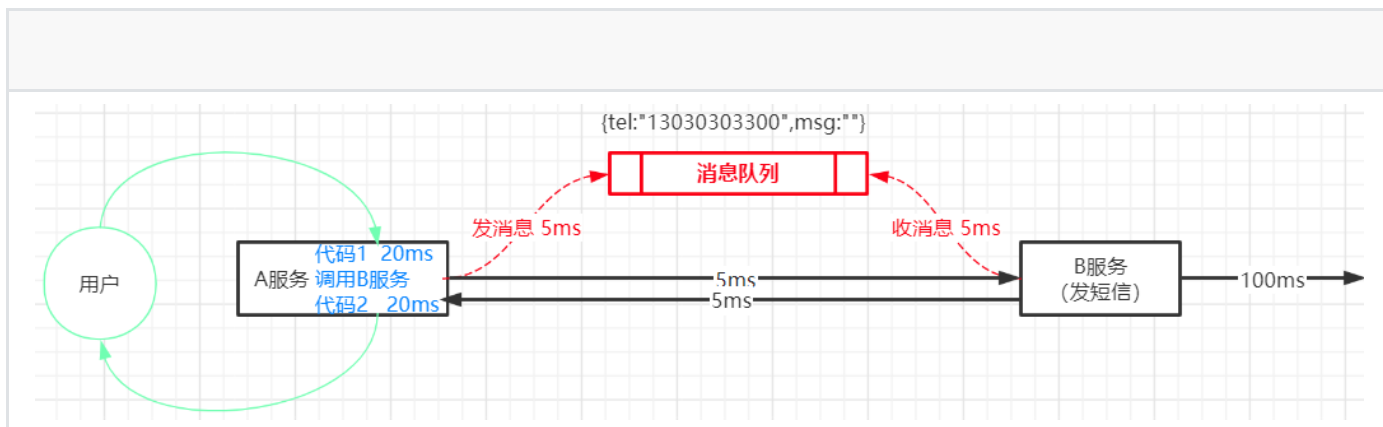 {tel:"13030303300",msg:""}
消息队列
发消息 5ms
收消息 5ms
用户
A服务
代码1 20ms
调用B服务
代码2 20ms
5ms
5ms
B服务
(发短信)
100ms